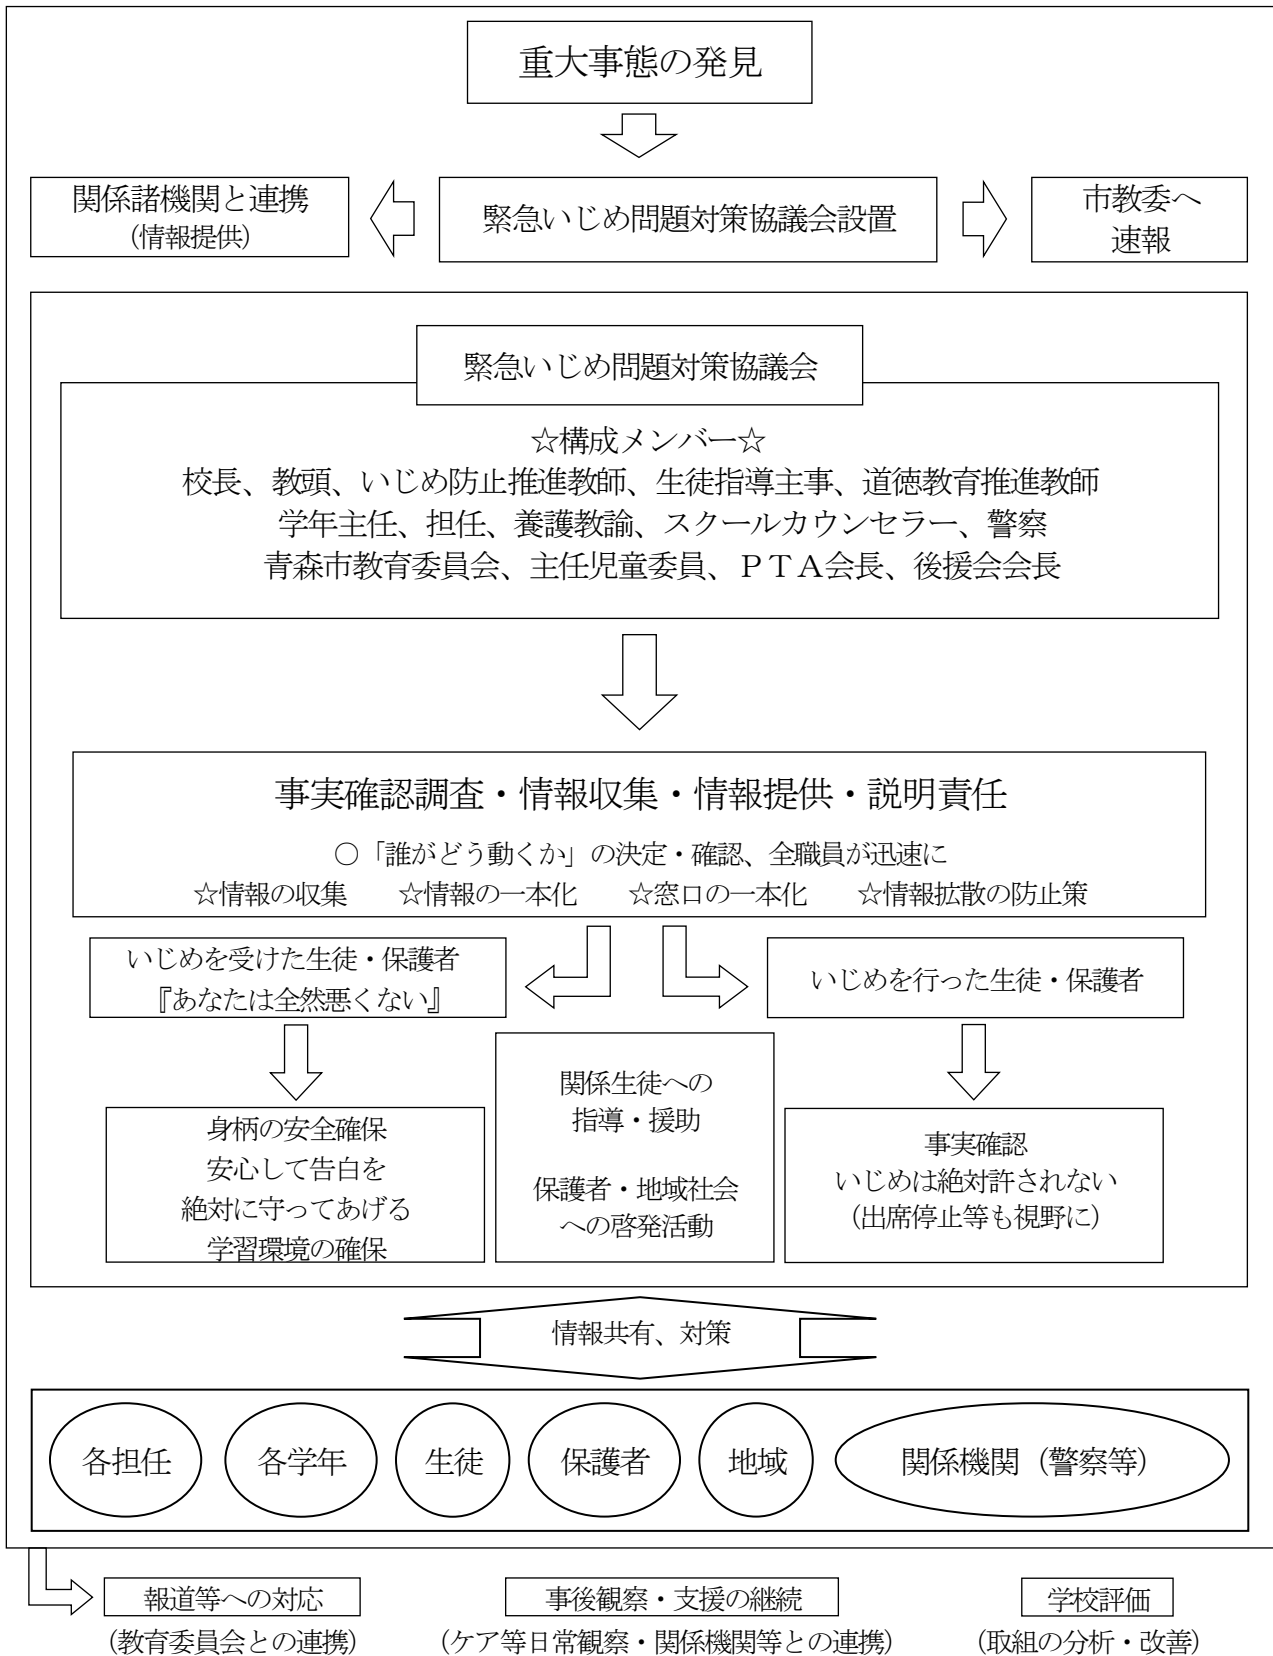 重大事態の発見
関係諸機関と連携
(情報提供)
緊急いじめ問題対策協議会設置
市教委へ
速報
緊急いじめ問題対策協議会
☆構成メンバー☆
校長、教頭、いじめ防止推進教師、生徒指導主事、道徳教育推進教師
学年主任、担任、養護教諭、スクールカウンセラー、警察
青森市教育委員会、主任児童委員、ＰＴＡ会長、後援会会長
事実確認調査・情報収集・情報提供・説明責任
○「誰がどう動くか」の決定・確認、全職員が迅速に
☆情報の収集　☆情報の一本化　☆窓口の一本化　☆情報拡散の防止策
いじめを受けた生徒・保護者
『あなたは全然悪くない』
いじめを行った生徒・保護者
身柄の安全確保
安心して告白を
絶対に守ってあげる
学習環境の確保
関係生徒への
指導・援助
保護者・地域社会
への啓発活動
事実確認
いじめは絶対許されない
(出席停止等も視野に)
情報共有、対策
各担任
各学年
生徒
保護者
地域
関係機関（警察等）
報道等への対応
(教育委員会との連携)
事後観察・支援の継続
(ケア等日常観察・関係機関等との連携)
学校評価
(取組の分析・改善)